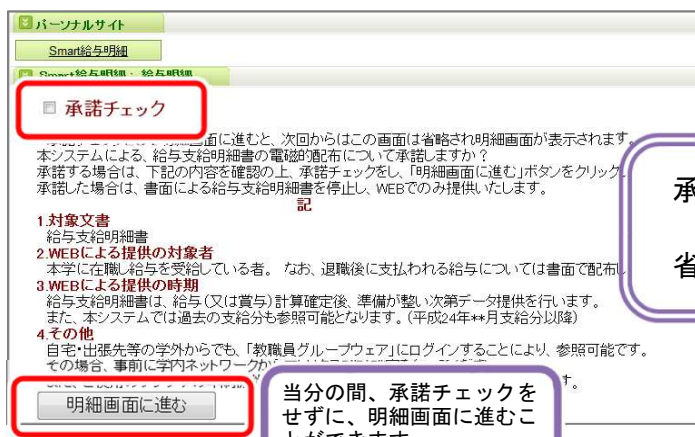 パーソナルサイト
Smart給与明細
Smart給与明細： 給与明細
承諾チェック
面に進むと、次回からはこの画面は省略され明細画面が表示されます。
本システムによる、給与支給明細書の電磁的配布について承諾しますか？
承諾する場合は、下記の内容を確認の上、承諾チェックをし、「明細画面に進む」ボタンをクリック
承諾した場合は、書面による給与支給明細書を停止し、WEBでのみ提供いたします。
記
1.対象文書
給与支給明細書
2.WEBによる提供の対象者
本学に在職し給与を受給している者。 なお、退職後に支払われる給与については書面で配布し
3.WEBによる提供の時期
給与支給明細書は、給与（又は賞与）計算確定後、準備が整い次第データ提供を行います。
また、本システムでは過去の支給分も参照可能となります。（平成24年**月支給分以降）
4.その他
自宅・出張先等の学外からでも、「教職員グループウェア」にログインすることにより、参照可能です。
その場合、事前に学内ネットワークか
す。
明細画面に進む
当分の間、承諾チェックを
せずに、明細画面に進むこ
とができます
承
省